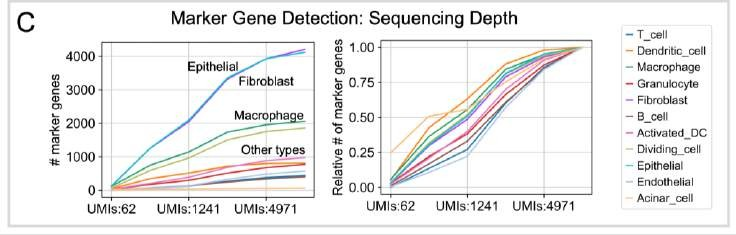 C
Marker Gene Detection: Sequencing Depth
# marker genes
4000
3000
2000
1000
0
Epithelial
Fibroblast
Macrophage
Other types
UMIs:62
UMIs:1241
UMIs:4971
Relative # of marker genes
1.00
0.75
0.50
0.25
0.00
UMIs:62
UMIs:1241
UMIs:4971
T_cell
Dendritic_cell
Macrophage
Granulocyte
Fibroblast
B_cell
Activated_DC
Dividing_cell
Epithelial
Endothelial
Acinar_cell